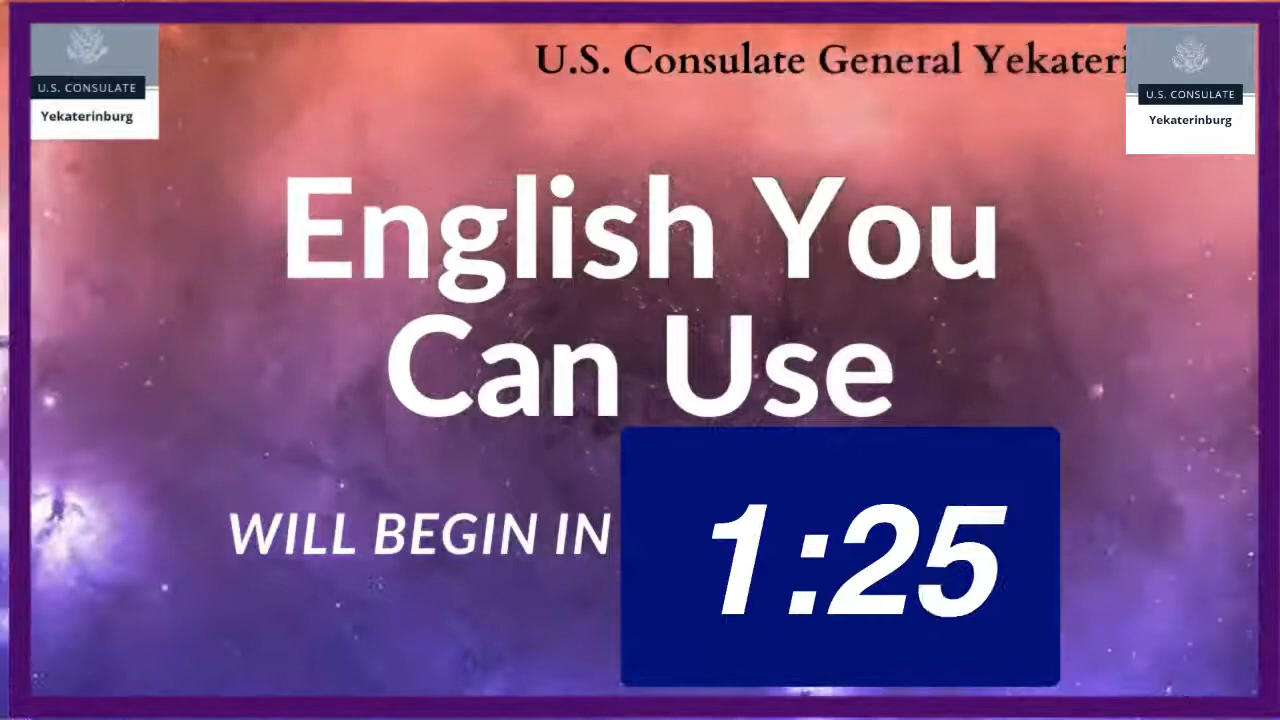 U.S. CONSULATE
Yekaterinburg
U.S. Consulate General Yekateri
U.S. CONSULATE
Yekaterinburg
English You
Can Use
WILL BEGIN IN
1:25